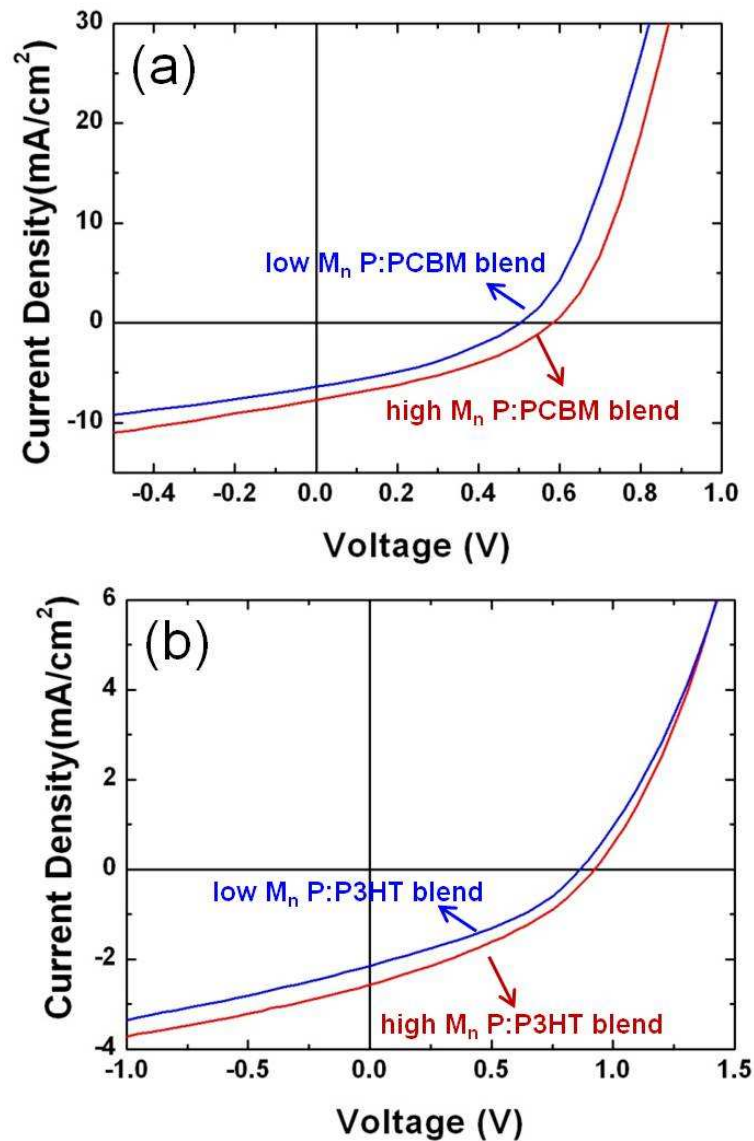 (a)
Current Density(mA/cm²)
30
20
10
0
-10
low Mₙ P:PCBM blend
high Mₙ P:PCBM blend
-0.4 -0.2 0.0 0.2 0.4 0.6 0.8 1.0
Voltage (V)
(b)
Current Density(mA/cm²)
6
4
2
0
-2
-4
low Mₙ P:P3HT blend
high Mₙ P:P3HT blend
-1.0 -0.5 0.0 0.5 1.0 1.5
Voltage (V)